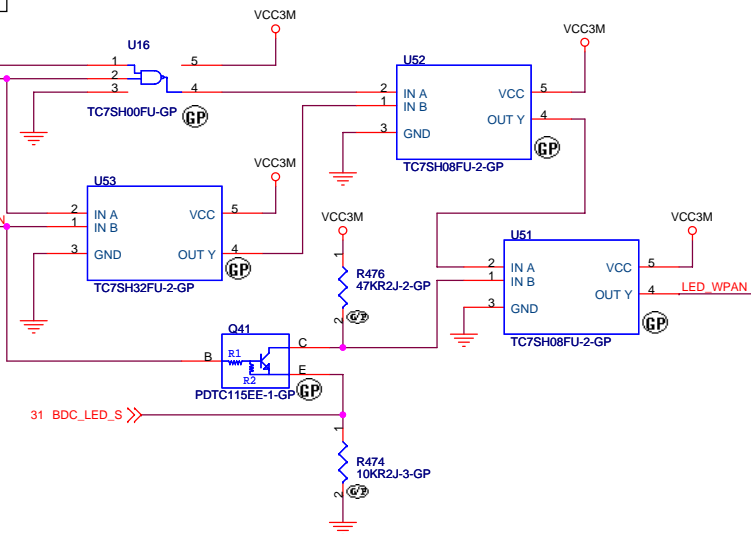 VCC3M
U16
1
5
2
3
4
TC7SH00FU-GP
GP
VCC3M
U52
2
IN A
VCC
5
1
IN B
OUT Y
4
3
GND
GP
TC7SH08FU-2-GP
VCC3M
U53
2
IN A
VCC
5
1
IN B
3
GND
OUT Y
4
GP
TC7SH32FU-2-GP
N
VCC3M
1
R476
47KR2J-2-GP
2
G/P
VCC3M
U51
2
IN A
VCC
5
1
IN B
OUT Y
4
LED_WPAN
3
GND
GP
TC7SH08FU-2-GP
Q41
B
R1
C
R2
E
PDTC115EE-1-GP
GP
31 BDC_LED_S
1
R474
10KR2J-3-GP
2
G/P